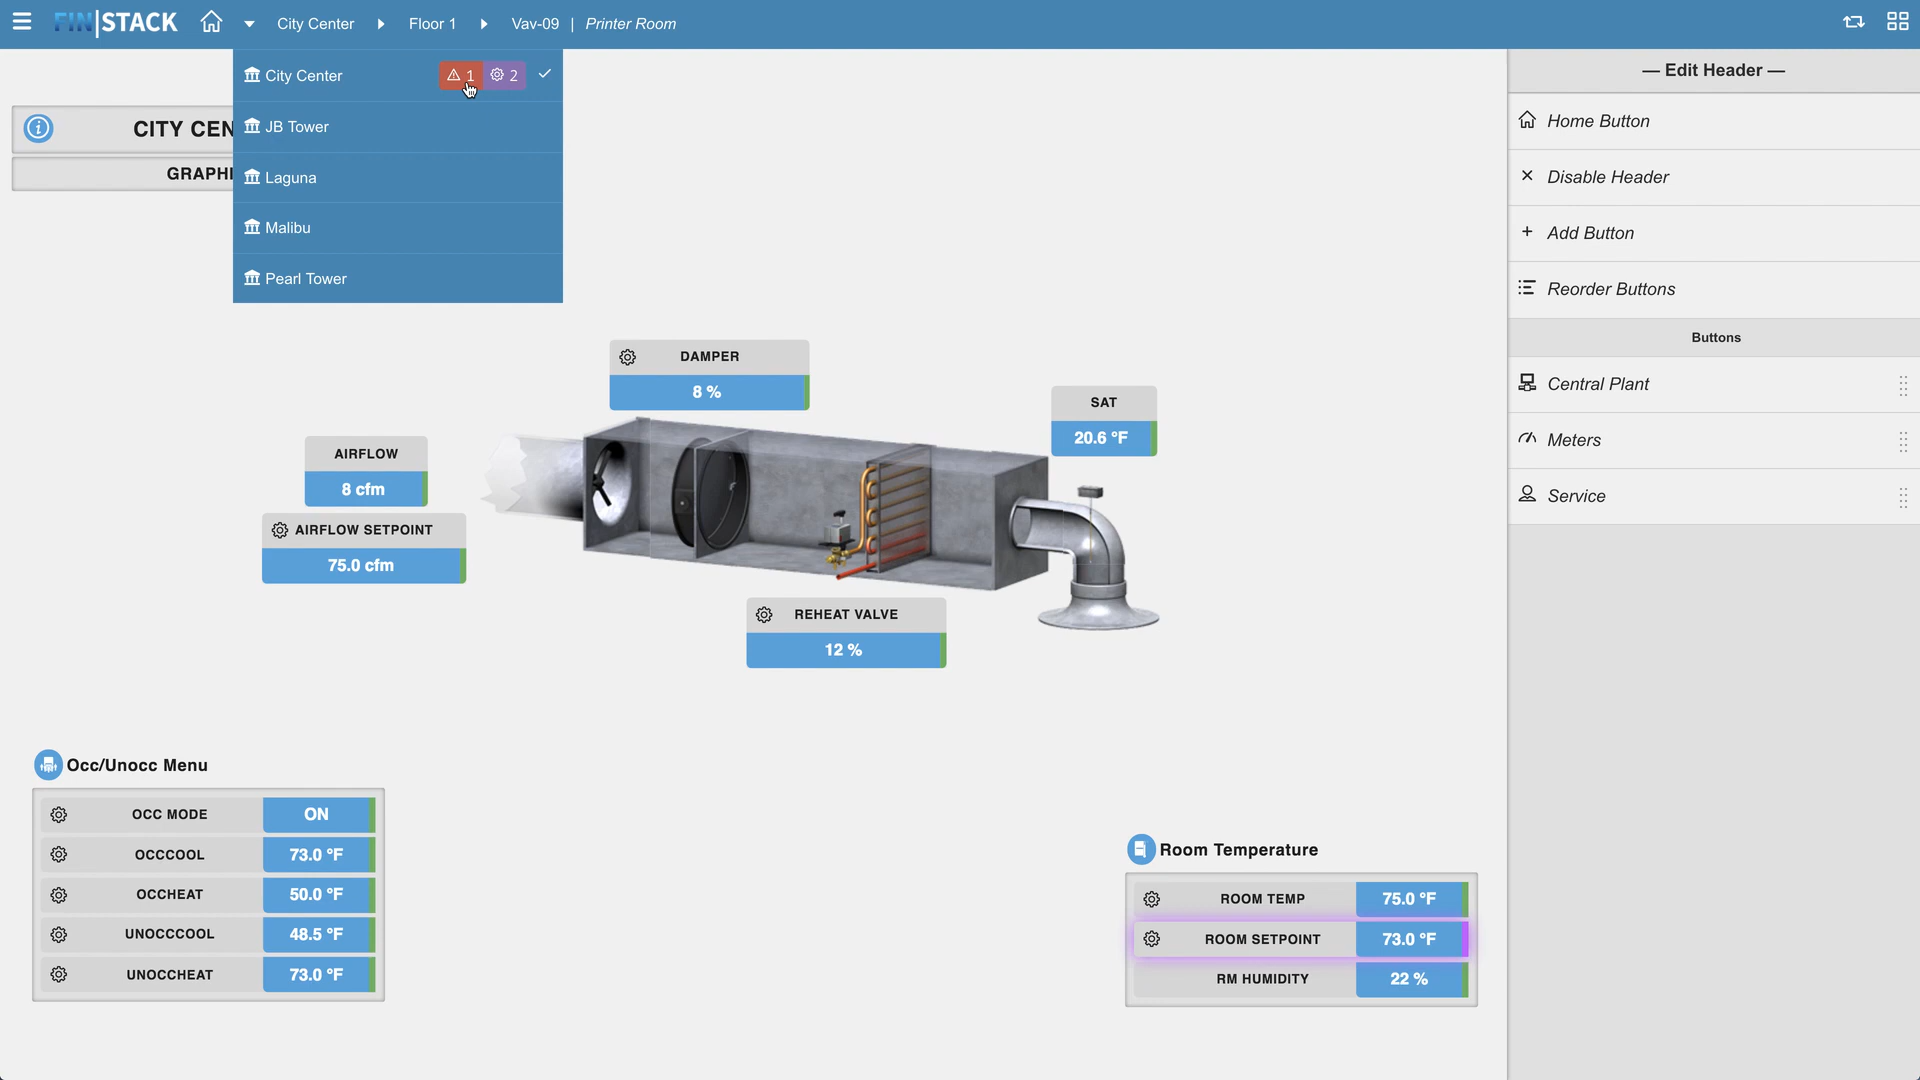 FIN|STACK
City Center
Floor 1
Vav-09 | Printer Room
City Center 1 2
JB Tower
Laguna
Malibu
Pearl Tower
CITY CEN
GRAPHI
DAMPER
8 %
SAT
20.6 °F
AIRFLOW
8 cfm
AIRFLOW SETPOINT
75.0 cfm
REHEAT VALVE
12 %
Occ/Unocc Menu
OCC MODE ON
OCCCOOL 73.0 °F
OCCHEAT 50.0 °F
UNOCCCOOL 48.5 °F
UNOCCHEAT 73.0 °F
Room Temperature
ROOM TEMP 75.0 °F
ROOM SETPOINT 73.0 °F
RM HUMIDITY 22 %
— Edit Header —
Home Button
Disable Header
Add Button
Reorder Buttons
Buttons
Central Plant
Meters
Service